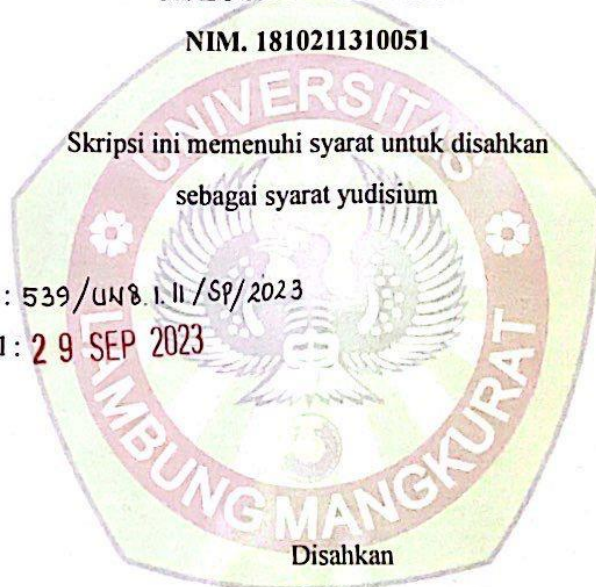 NIM. 1810211310051
UNIVERSITAS
Skripsi ini memenuhi syarat untuk disahkan
sebagai syarat yudisium
: 539/UN8.1.11/SP/2023
: 29 SEP 2023
LAMBUNG MANGKURAT
Disahkan